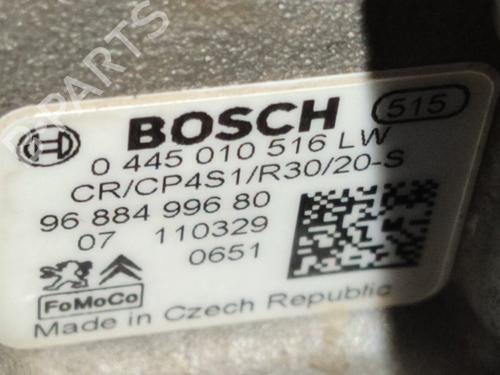 BOSCH 515
0 445 010 516 LW
CR/CP4S1/R30/20-S
96 884 996 80
07 110329
0651
FoMoCo
Made in Czech Republic